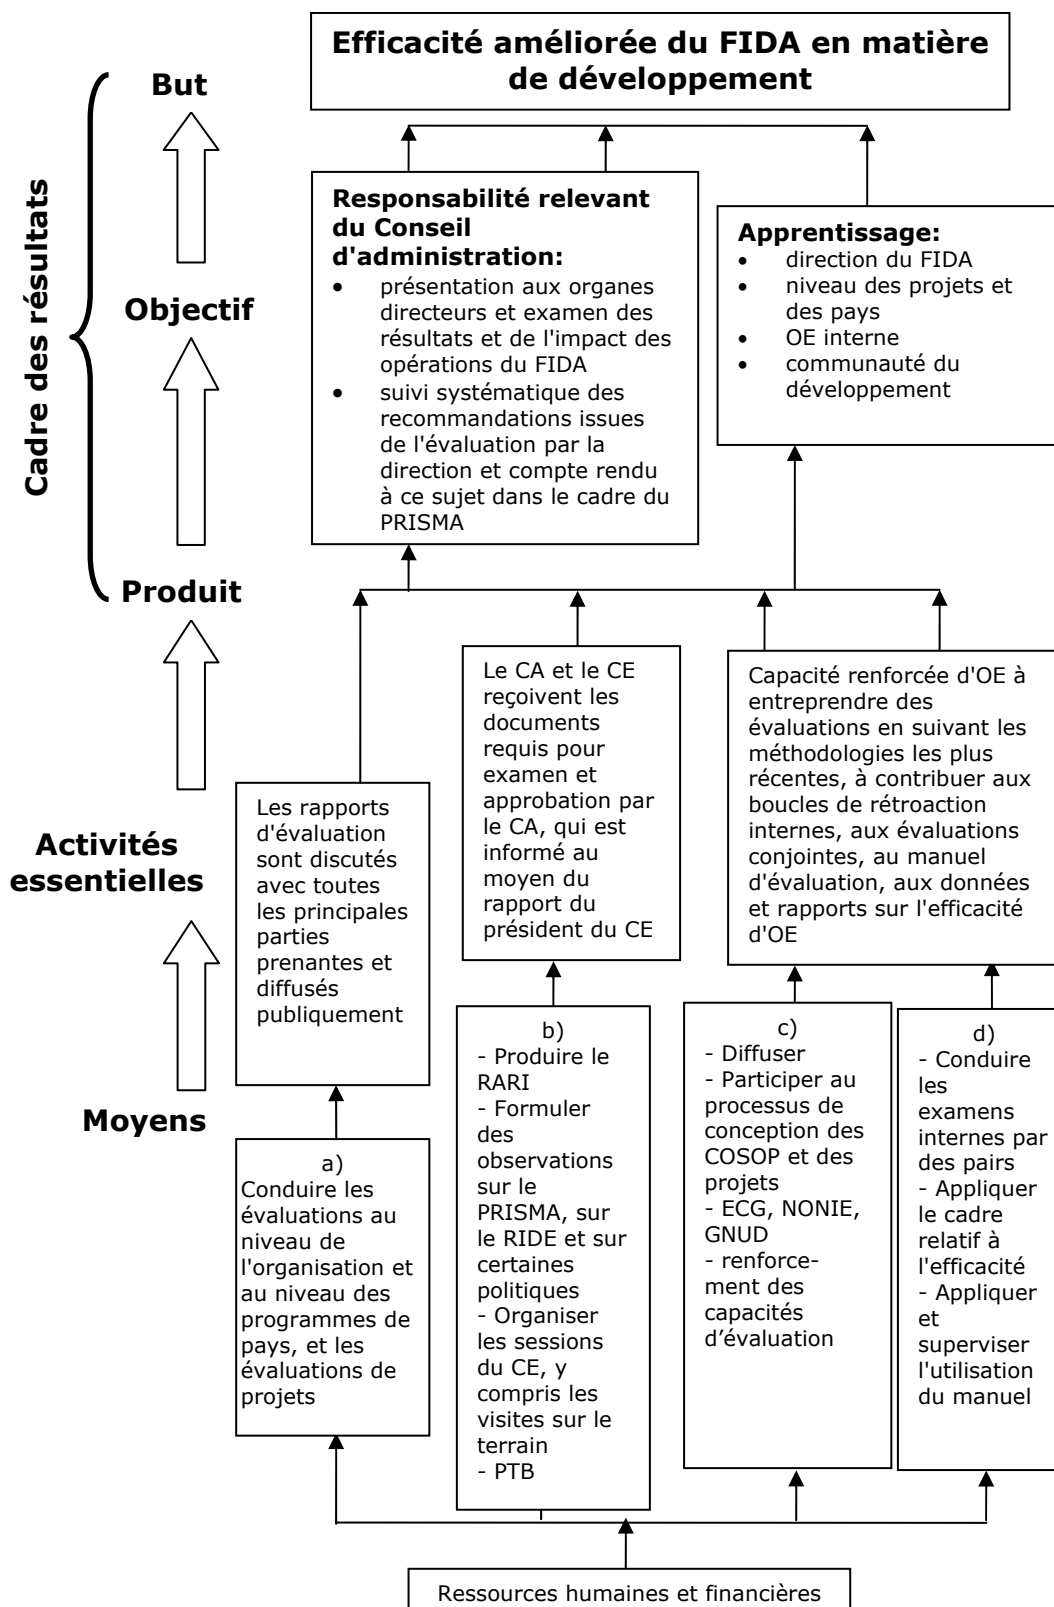 Efficacité améliorée du FIDA en matière
de développement
But
Cadre des résultats
Objectif
Produit
Activités
essentielles
Moyens
Responsabilité relevant
du Conseil
d'administration:
• présentation aux organes
directeurs et examen des
résultats et de l'impact des
opérations du FIDA
• suivi systématique des
recommandations issues
de l'évaluation par la
direction et compte rendu
à ce sujet dans le cadre du
PRISMA
Apprentissage:
• direction du FIDA
• niveau des projets et
des pays
• OE interne
• communauté du
développement
Les rapports
d'évaluation
sont discutés
avec toutes
les principales
parties
prenantes et
diffusés
publiquement
Le CA et le CE
reçoivent les
documents
requis pour
examen et
approbation par
le CA, qui est
informé au
moyen du
rapport du
président du CE
Capacité renforcée d'OE à
entreprendre des
évaluations en suivant les
méthodologies les plus
récentes, à contribuer aux
boucles de rétroaction
internes, aux évaluations
conjointes, au manuel
d'évaluation, aux données
et rapports sur l'efficacité
d'OE
a)
Conduire les
évaluations au
niveau de
l'organisation et
au niveau des
programmes de
pays, et les
évaluations de
projets
b)
- Produire le
RARI
- Formuler
des
observations
sur le
PRISMA, sur
le RIDE et sur
certaines
politiques
- Organiser
les sessions
du CE, y
compris les
visites sur le
terrain
- PTB
c)
- Diffuser
- Participer au
processus de
conception des
COSOP et des
projets
- ECG, NONIE,
GNUD
- renforce-
ment des
capacités
d’évaluation
d)
- Conduire
les
examens
internes par
des pairs
- Appliquer
le cadre
relatif à
l'efficacité
- Appliquer
et
superviser
l'utilisation
du manuel
Ressources humaines et financières